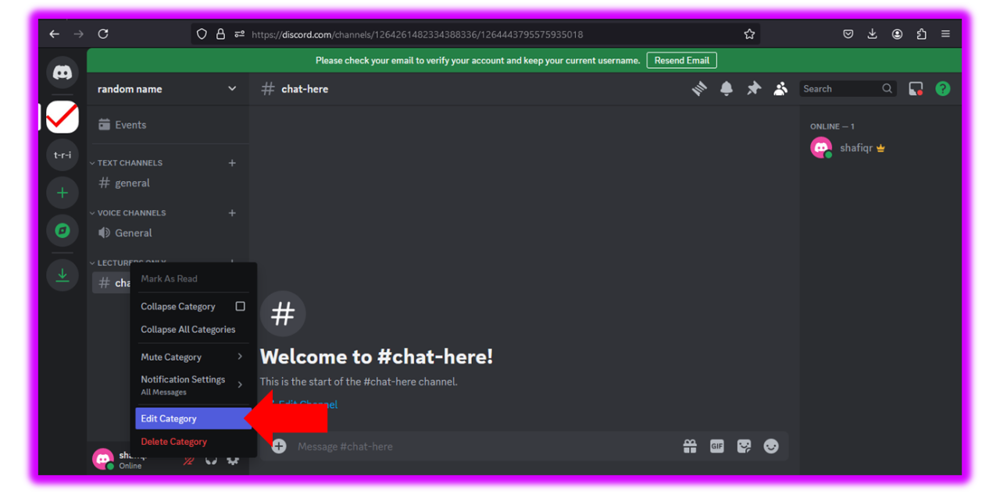 https://discord.com/channels/1264261482334388336/1264443795575935018
Please check your email to verify your account and keep your current username. Resend Email
random name
# chat-here
Search
Events
ONLINE — 1
shafiqr
t-r-i
TEXT CHANNELS
# general
VOICE CHANNELS
General
LECTURERS ONLY
# cha
Mark As Read
Collapse Category
Collapse All Categories
Mute Category
Notification Settings
All Messages
Edit Category
Delete Category
#
Welcome to #chat-here!
This is the start of the #chat-here channel.
Edit Channel
Message #chat-here
GIF
Online